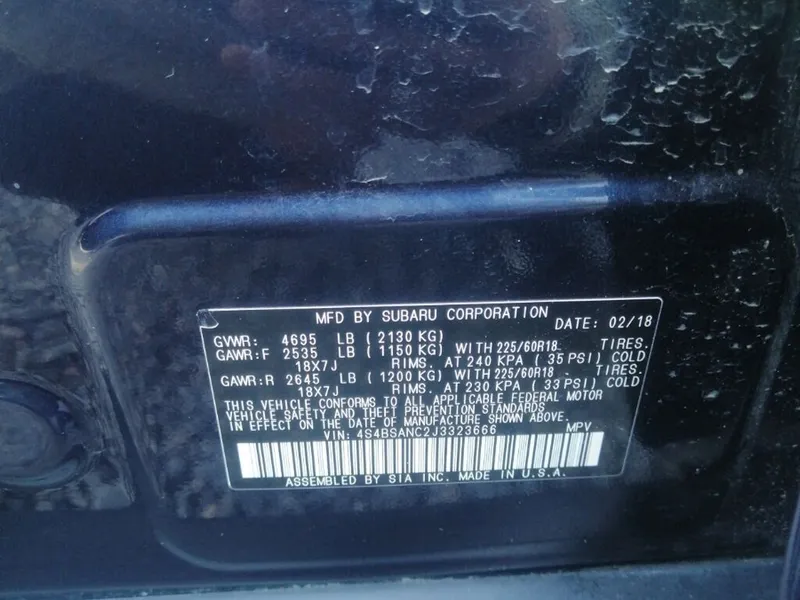 MFD BY SUBARU CORPORATION
DATE: 02/18
GVWR: 4695 LB ( 2130 KG)
GAWR:F 2535 LB ( 1150 KG) WITH 225/60R18 TIRES.
18X7J RIMS. AT 240 KPA ( 35 PSI) COLD
GAWR:R 2645 LB ( 1200 KG) WITH 225/60R18 TIRES.
18X7J RIMS. AT 230 KPA ( 33 PSI) COLD
THIS VEHICLE CONFORMS TO ALL APPLICABLE FEDERAL MOTOR
VEHICLE SAFETY AND THEFT PREVENTION STANDARDS
IN EFFECT ON THE DATE OF MANUFACTURE SHOWN ABOVE.
VIN: 4S4BSANC2J3323666 MPV
ASSEMBLED BY SIA INC. MADE IN U.S.A.